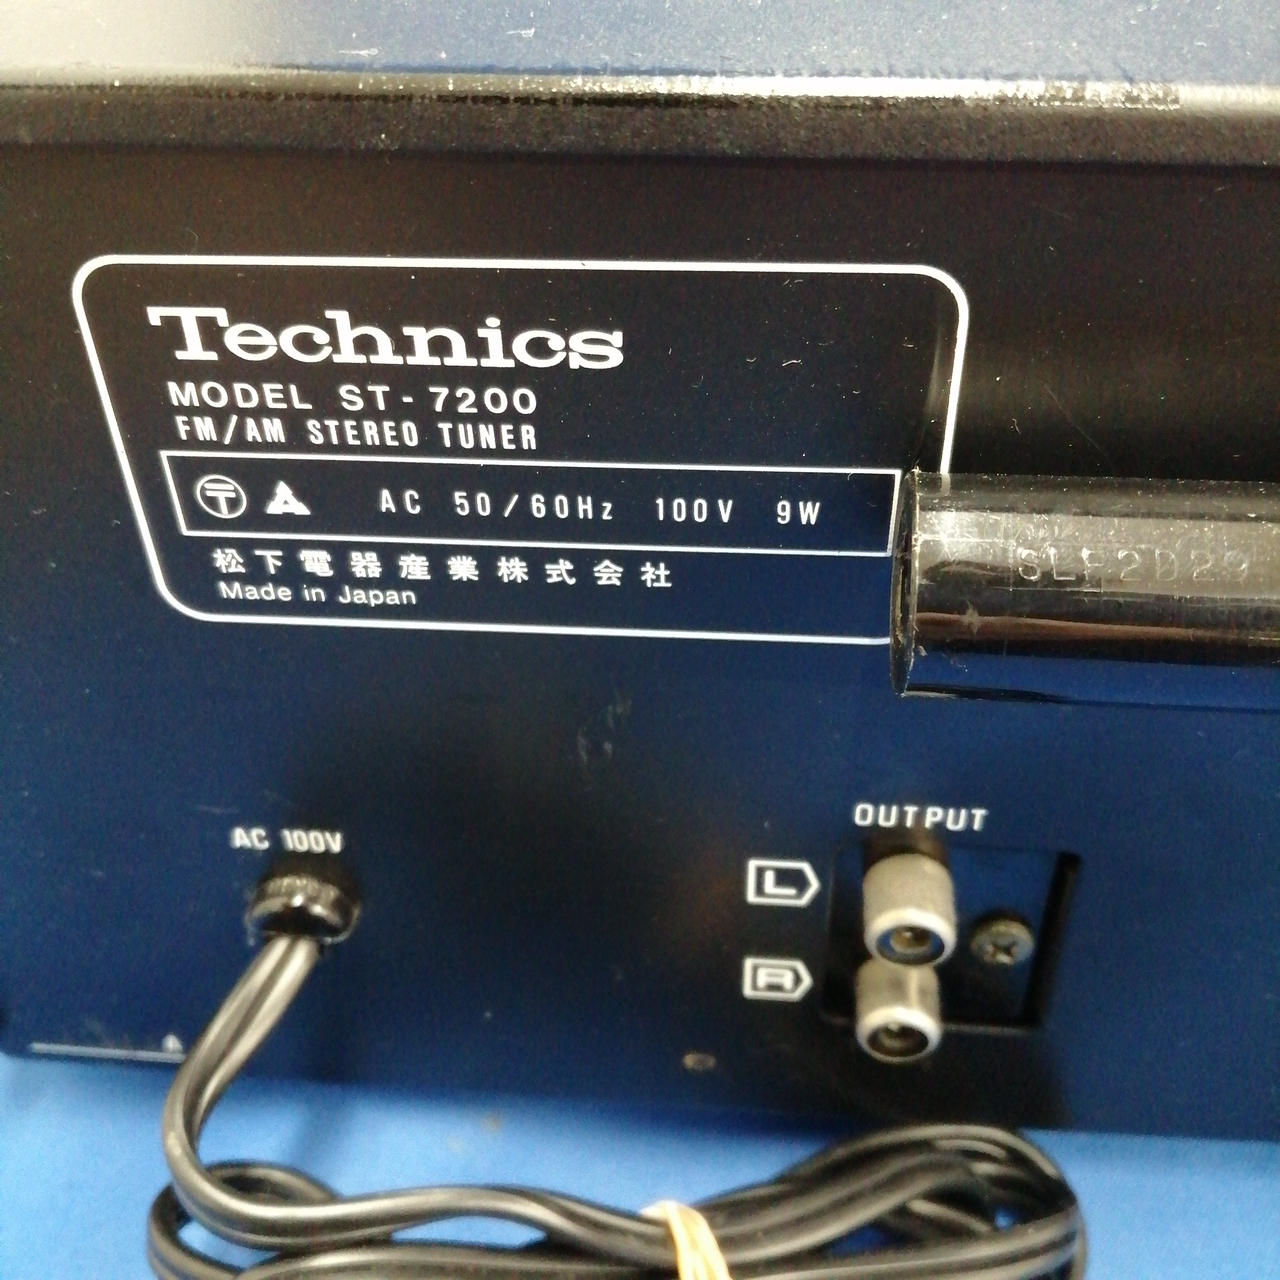 Technics
MODEL ST-7200
FM/AM STEREO TUNER
〒 AC 50/60Hz 100V 9W
松下電器産業株式会社
Made in Japan
AC 100V
OUTPUT
L
R